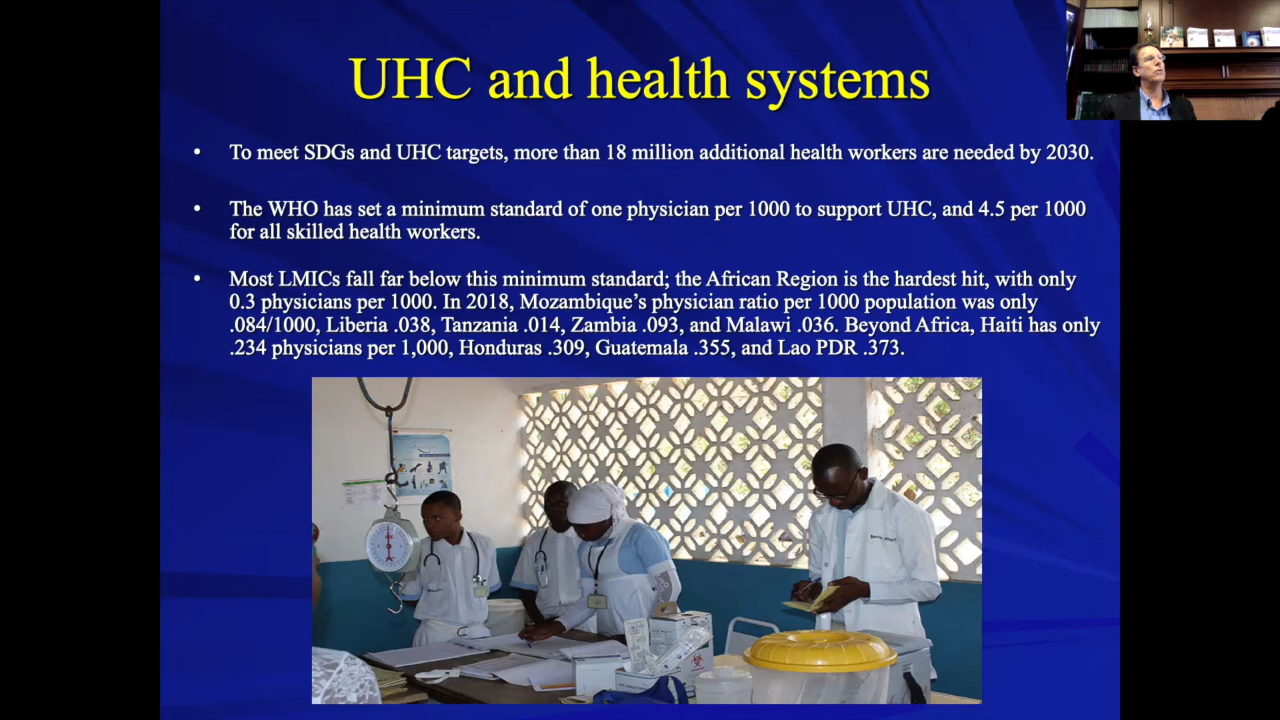 UHC and health systems
• To meet SDGs and UHC targets, more than 18 million additional health workers are needed by 2030.
• The WHO has set a minimum standard of one physician per 1000 to support UHC, and 4.5 per 1000
for all skilled health workers.
• Most LMICs fall far below this minimum standard; the African Region is the hardest hit, with only
0.3 physicians per 1000. In 2018, Mozambique’s physician ratio per 1000 population was only
.084/1000, Liberia .038, Tanzania .014, Zambia .093, and Malawi .036. Beyond Africa, Haiti has only
.234 physicians per 1,000, Honduras .309, Guatemala .355, and Lao PDR .373.